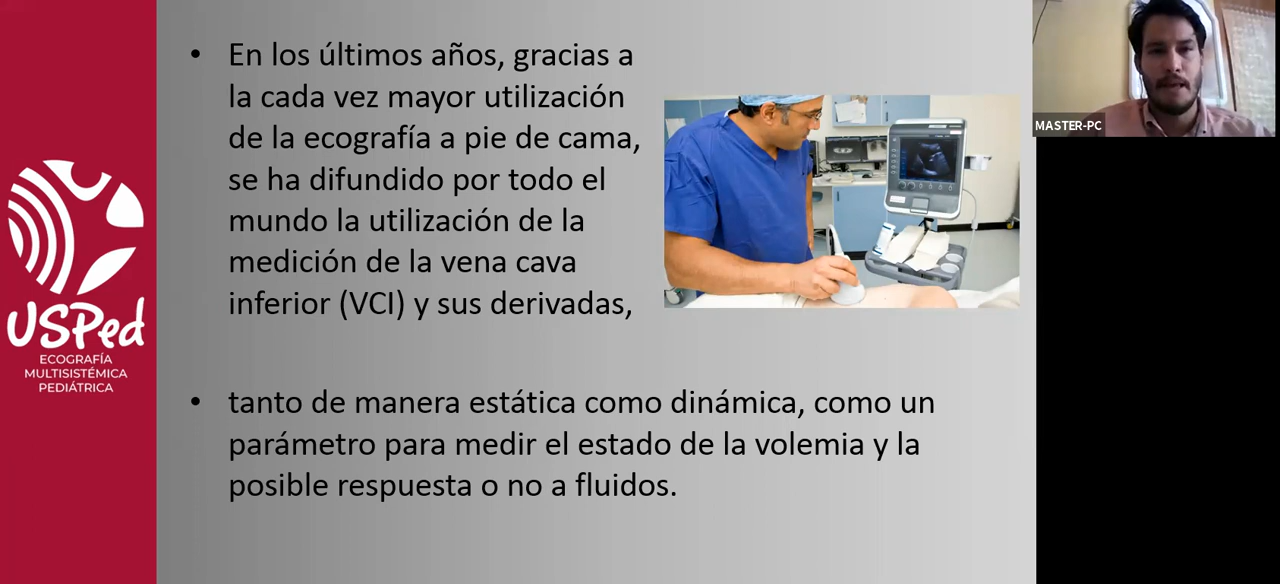 • En los últimos años, gracias a
la cada vez mayor utilización
de la ecografía a pie de cama,
se ha difundido por todo el
mundo la utilización de la
medición de la vena cava
inferior (VCI) y sus derivadas,
• tanto de manera estática como dinámica, como un
parámetro para medir el estado de la volemia y la
posible respuesta o no a fluidos.
USPed
ECOGRAFÍA
MULTISISTÉMICA
PEDIÁTRICA
MASTER-PC